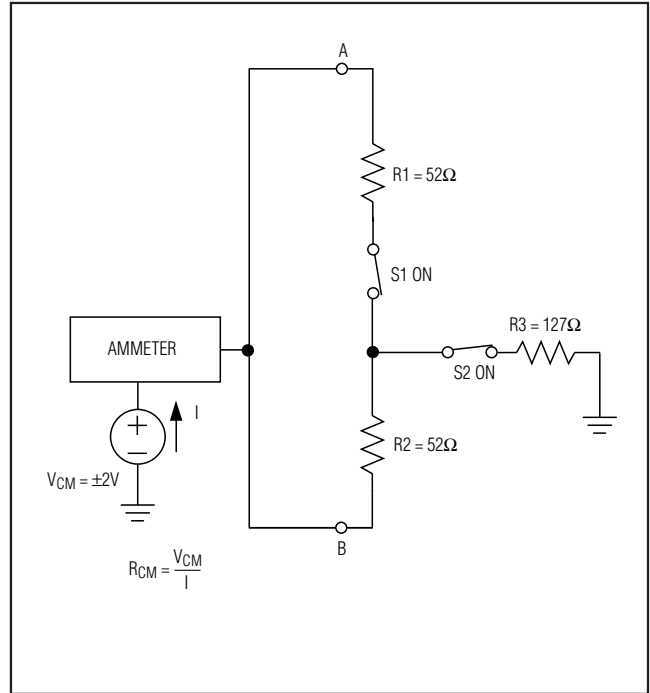 A
R1 = 52Ω
S1 ON
R3 = 127Ω
AMMETER
S2 ON
I
+
−
R2 = 52Ω
VCM = ±2V
B
RCM = VCM
I